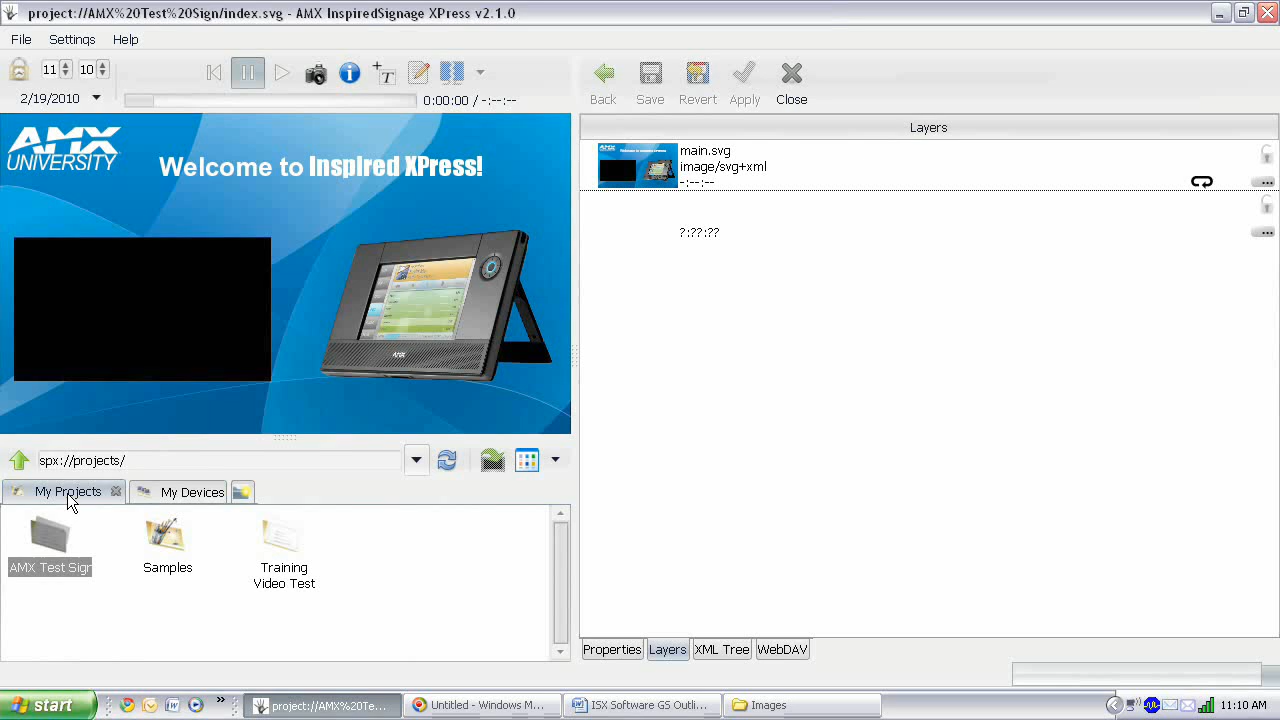 project://AMX%20Test%20Sign/index.svg - AMX InspiredSignage XPress v2.1.0
File Settings Help
11 10
2/19/2010
0:00:00 / -:--:--
Back Save Revert Apply Close
AMX
UNIVERSITY
Welcome to Inspired XPress!
AMX
Layers
main.svg
image/svg+xml
-:--:--
?:??:??
spx://projects/
My Projects My Devices
AMX Test Sign
Samples
Training
Video Test
Properties Layers XML Tree WebDAV
start
project://AMX%20Te...
Untitled - Windows M...
ISX Software GS Outli...
Images
11:10 AM